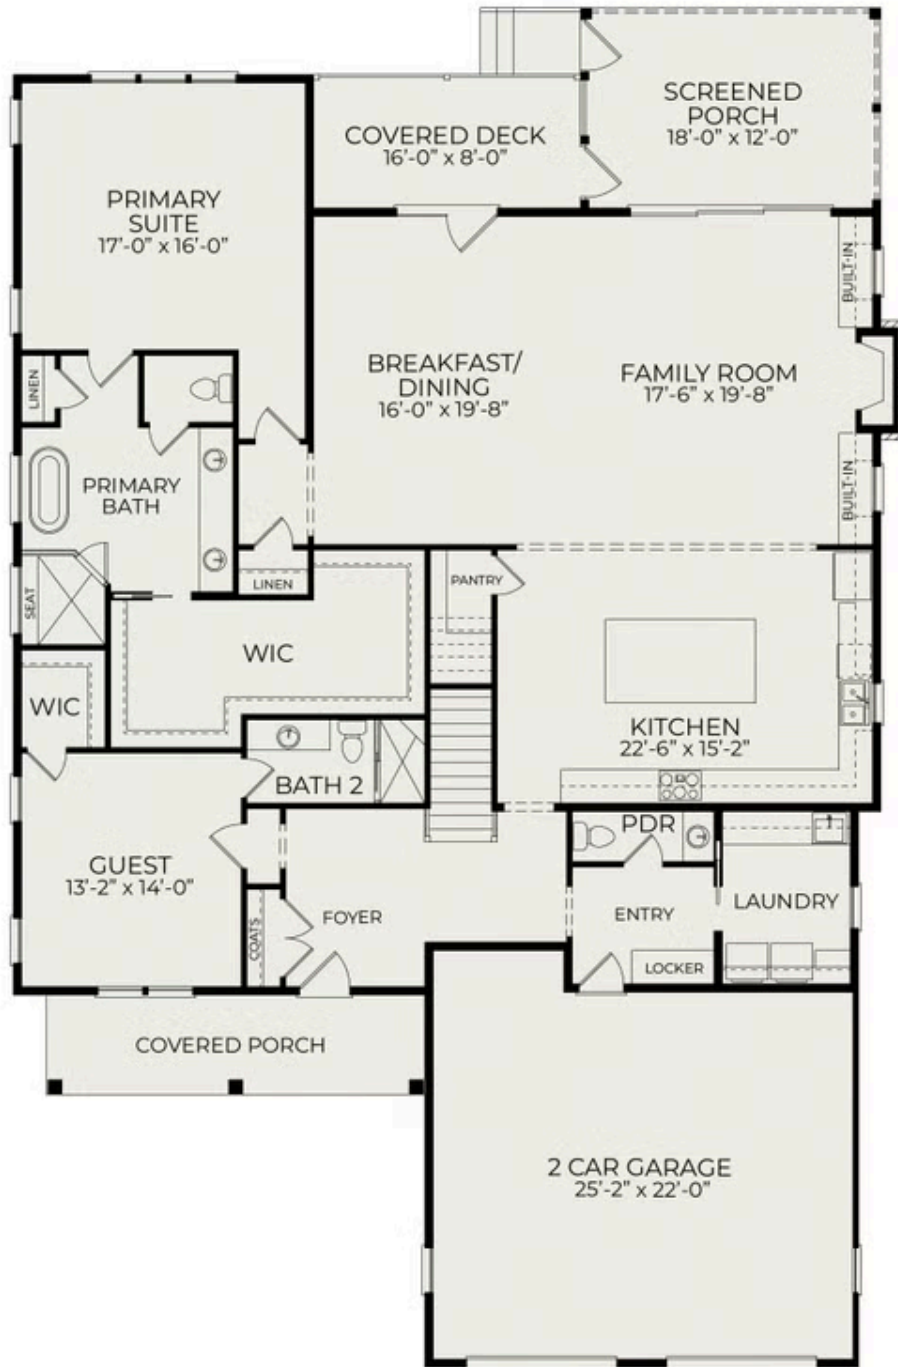 SCREENED
PORCH
18'-0" x 12'-0"
COVERED DECK
16'-0" x 8'-0"
PRIMARY
SUITE
17'-0" x 16'-0"
BUILT-IN
BREAKFAST/
DINING
16'-0" x 19'-8"
FAMILY ROOM
17'-6" x 19'-8"
LINEN
PRIMARY
BATH
BUILT-IN
SEAT
LINEN
PANTRY
WIC
WIC
KITCHEN
22'-6" x 15'-2"
BATH 2
PDR
GUEST
13'-2" x 14'-0"
COATS
FOYER
ENTRY
LAUNDRY
LOCKER
COVERED PORCH
2 CAR GARAGE
25'-2" x 22'-0"